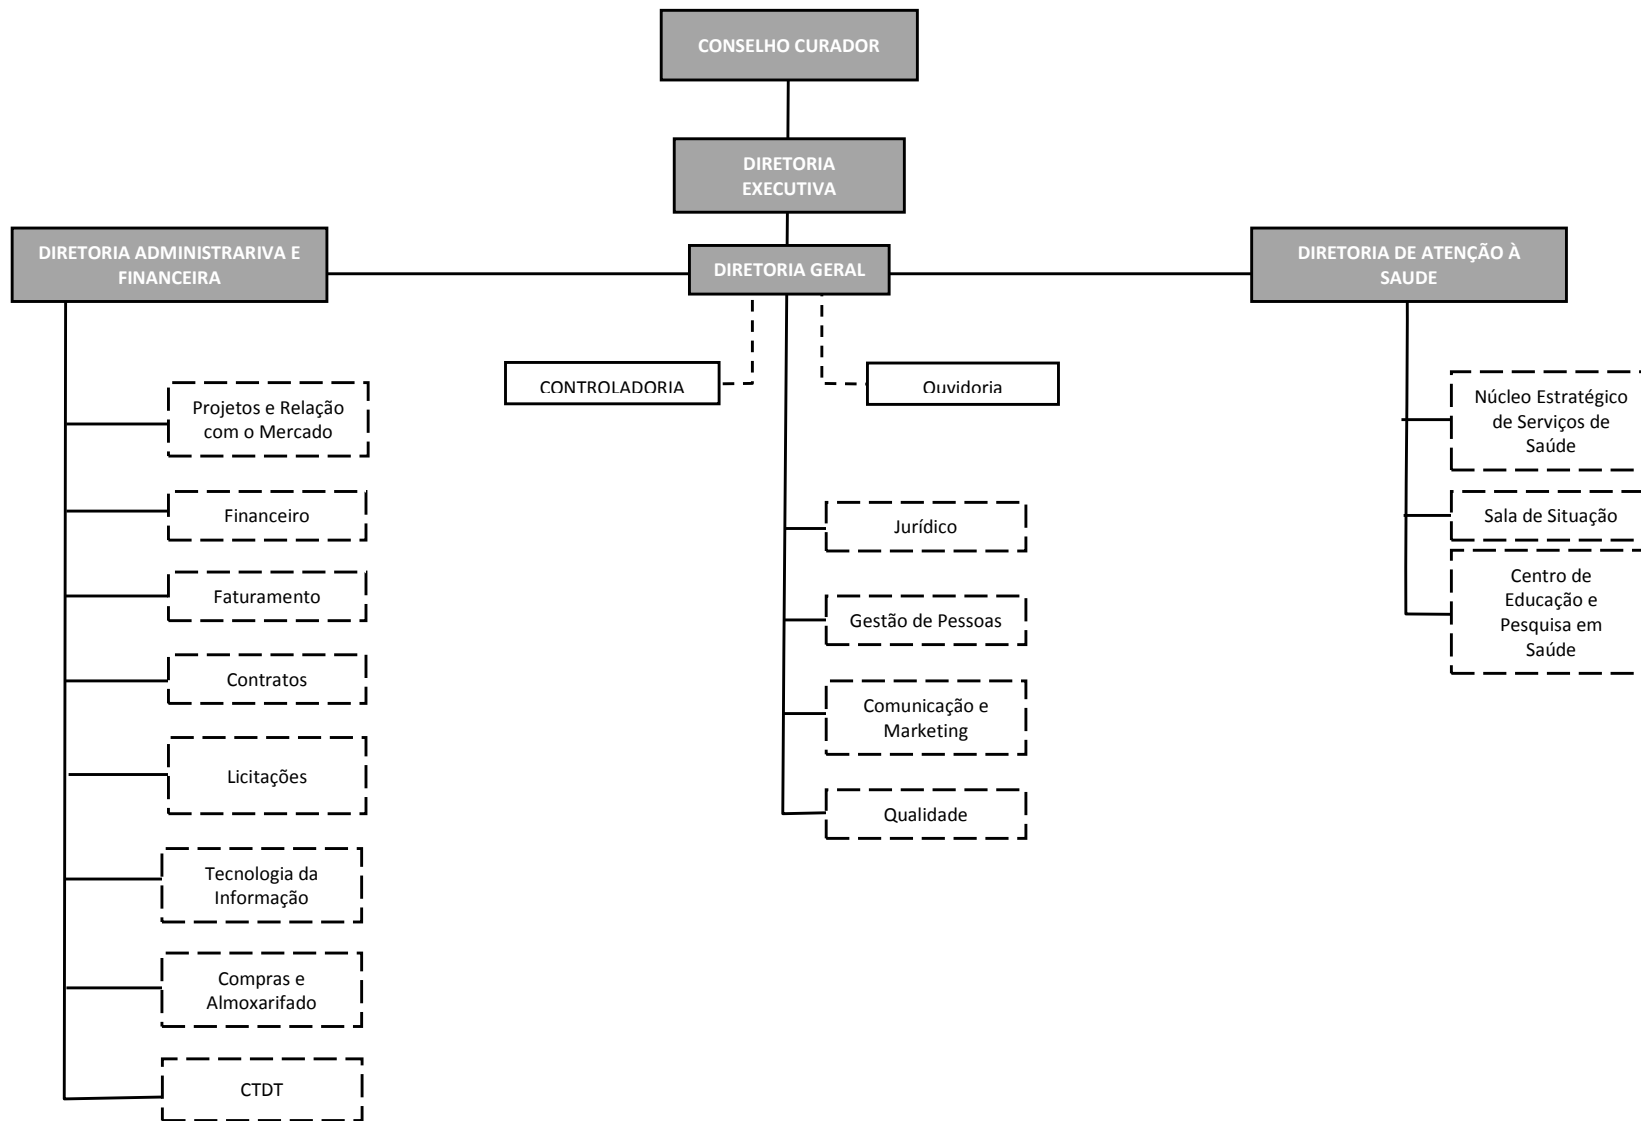 CONSELHO CURADOR
DIRETORIA
EXECUTIVA
DIRETORIA ADMINISTRARIVA E
FINANCEIRA
DIRETORIA GERAL
DIRETORIA DE ATENÇÃO À
SAUDE
CONTROLADORIA
Ouvidoria
Projetos e Relação
com o Mercado
Financeiro
Faturamento
Contratos
Licitações
Tecnologia da
Informação
Compras e
Almoxarifado
CTDT
Jurídico
Gestão de Pessoas
Comunicação e
Marketing
Qualidade
Núcleo Estratégico
de Serviços de
Saúde
Sala de Situação
Centro de
Educação e
Pesquisa em
Saúde